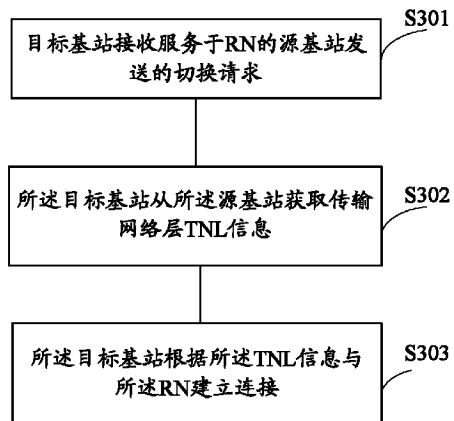 S301
目标基站接收服务于RN的源基站发
送的切换请求
S302
所述目标基站从所述源基站获取传输
网络层TNL信息
S303
所述目标基站根据所述TNL信息与
所述RN建立连接